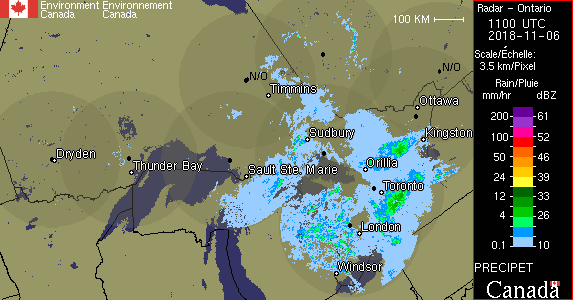 Environment Environnement
Canada Canada
100 KM
N/O
Timmins
N/O
Ottawa
Sudbury
Kingston
Dryden
Thunder Bay
Sault Ste. Marie
Orillia
Toronto
London
Windsor
Radar - Ontario
1100 UTC
2018-11-06
Scale/Échelle:
3.5 km/Pixel
Rain/Pluie
mm/hr dBZ
200 61
100 52
50 46
24 39
12 33
4 26
1 18
0.1 10
PRECIPET
Canada